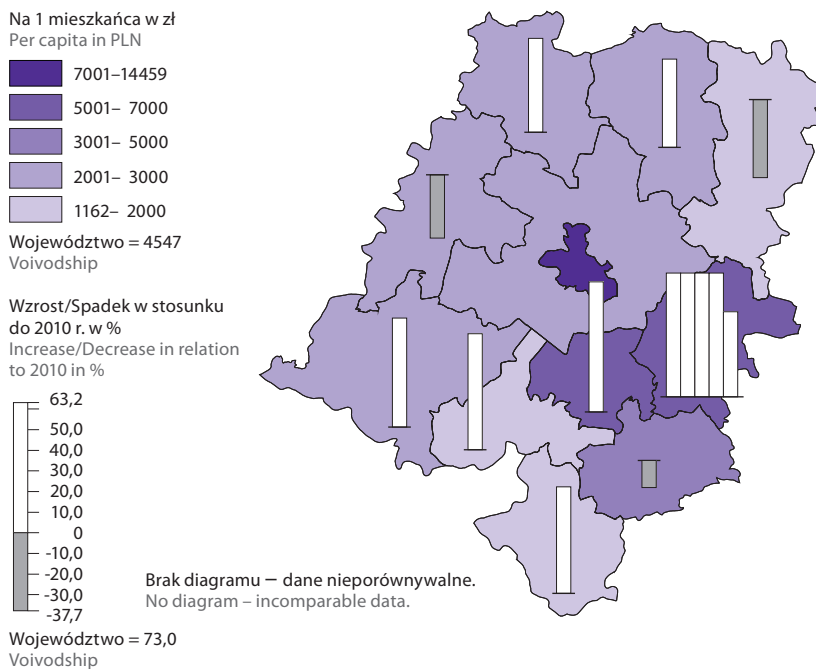 Na 1 mieszkańca w zł
Per capita in PLN
7001–14459
5001– 7000
3001– 5000
2001– 3000
1162– 2000
Województwo = 4547
Voivodship
Wzrost/Spadek w stosunku
do 2010 r. w %
Increase/Decrease in relation
to 2010 in %
63,2
50,0
40,0
30,0
20,0
10,0
0
-10,0
-20,0
-30,0
-37,7
Województwo = 73,0
Voivodship
Brak diagramu – dane nieporównywalne.
No diagram – incomparable data.